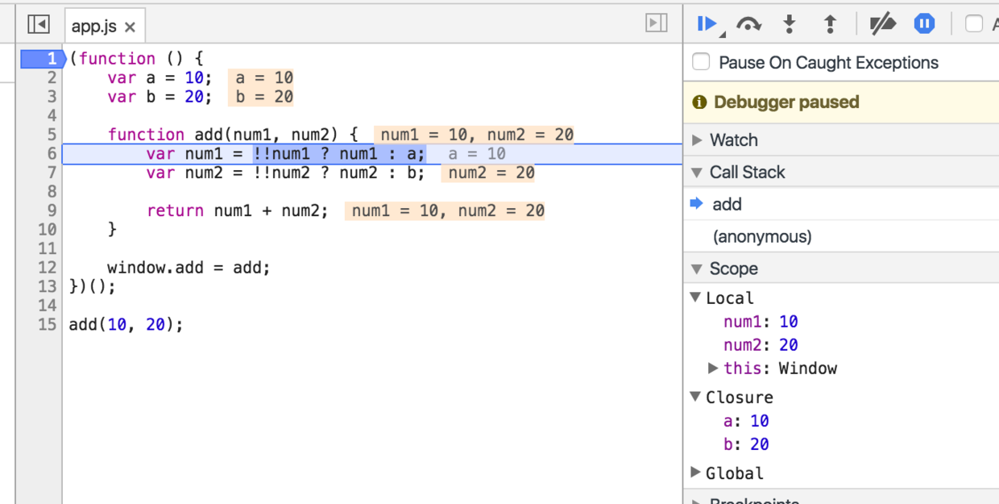 app.js ×
1 (function () {
2 var a = 10; a = 10
3 var b = 20; b = 20
4
5 function add(num1, num2) { num1 = 10, num2 = 20
6 var num1 = !!num1 ? num1 : a; a = 10
7 var num2 = !!num2 ? num2 : b; num2 = 20
8
9 return num1 + num2; num1 = 10, num2 = 20
10 }
11
12 window.add = add;
13 })();
14
15 add(10, 20);
Pause On Caught Exceptions
Debugger paused
Watch
Call Stack
add
(anonymous)
Scope
Local
num1: 10
num2: 20
this: Window
Closure
a: 10
b: 20
Global
Breakpoints